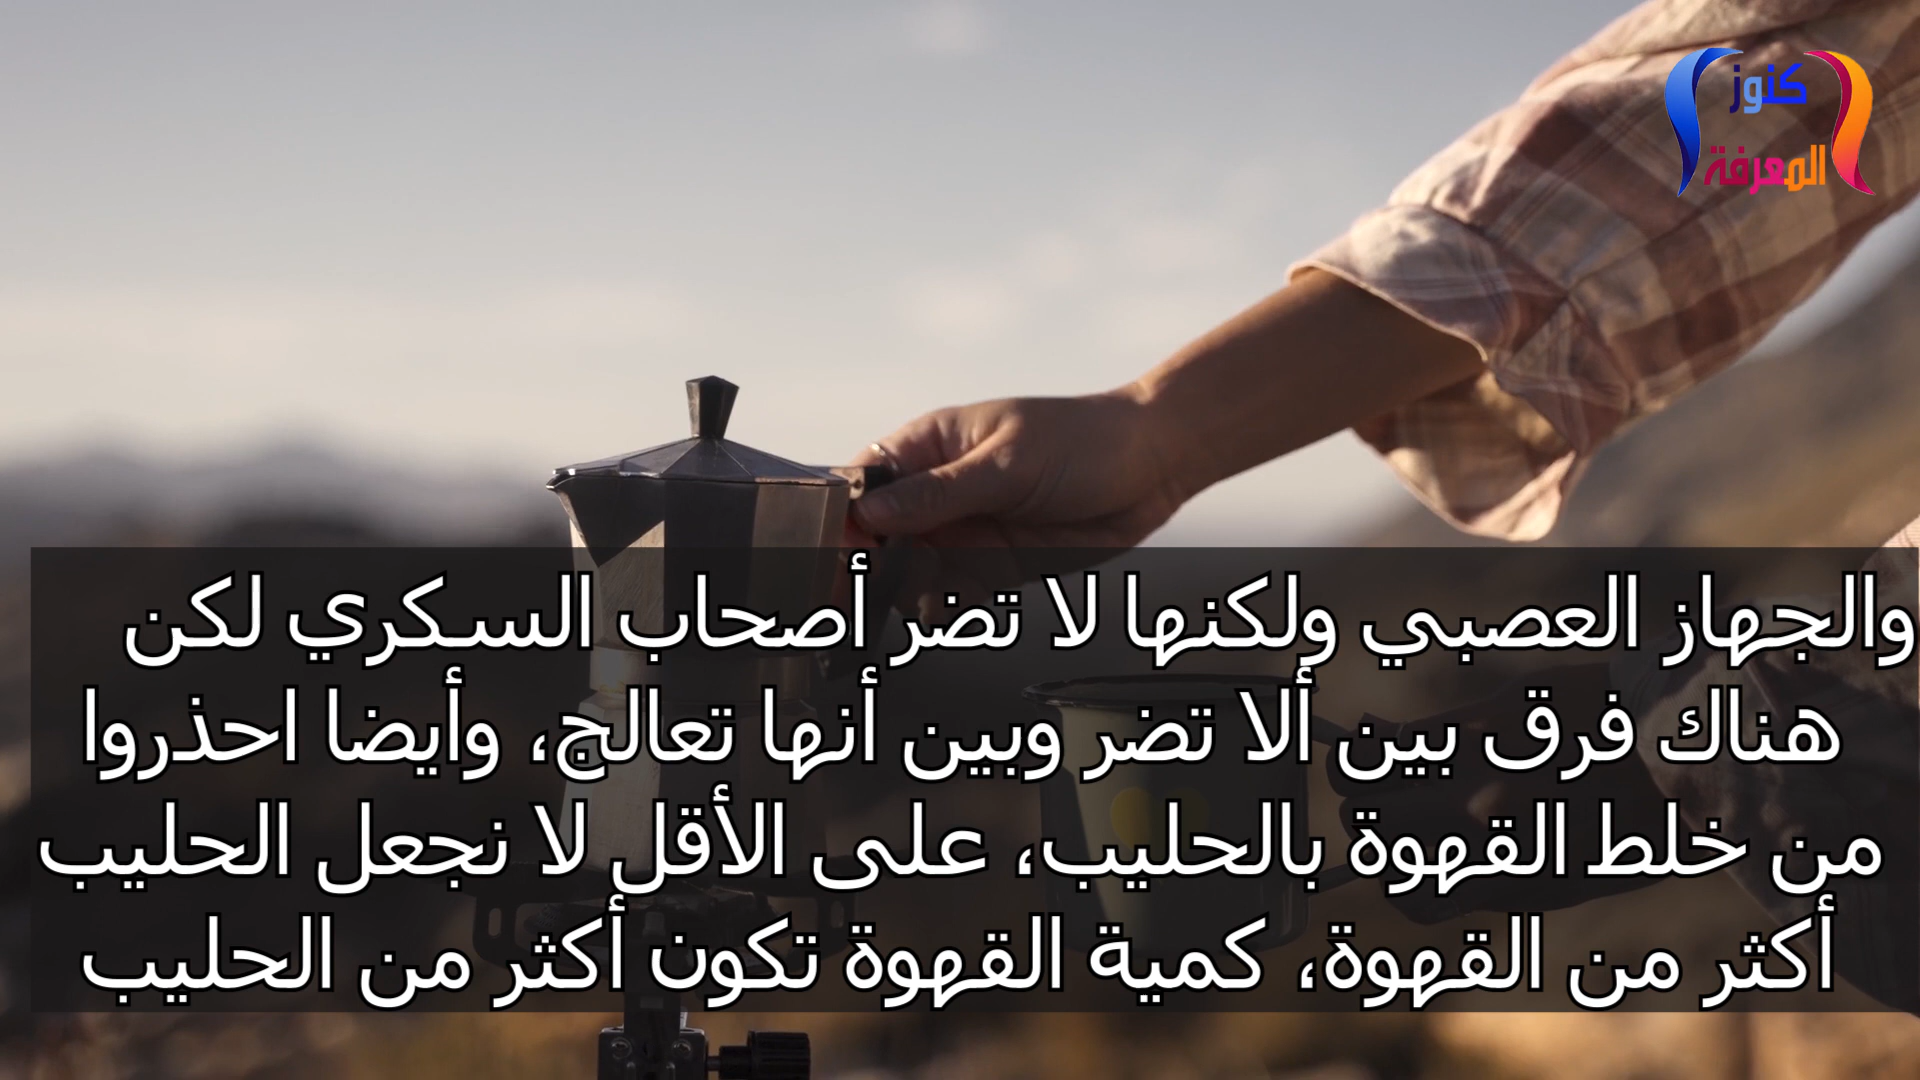 كنوز
المعرفة
والجهاز العصبي ولكنها لا تضر أصحاب السكري لكن
هناك فرق بين ألا تضر وبين أنها تعالج، وأيضا احذروا
من خلط القهوة بالحليب، على الأقل لا نجعل الحليب
أكثر من القهوة، كمية القهوة تكون أكثر من الحليب